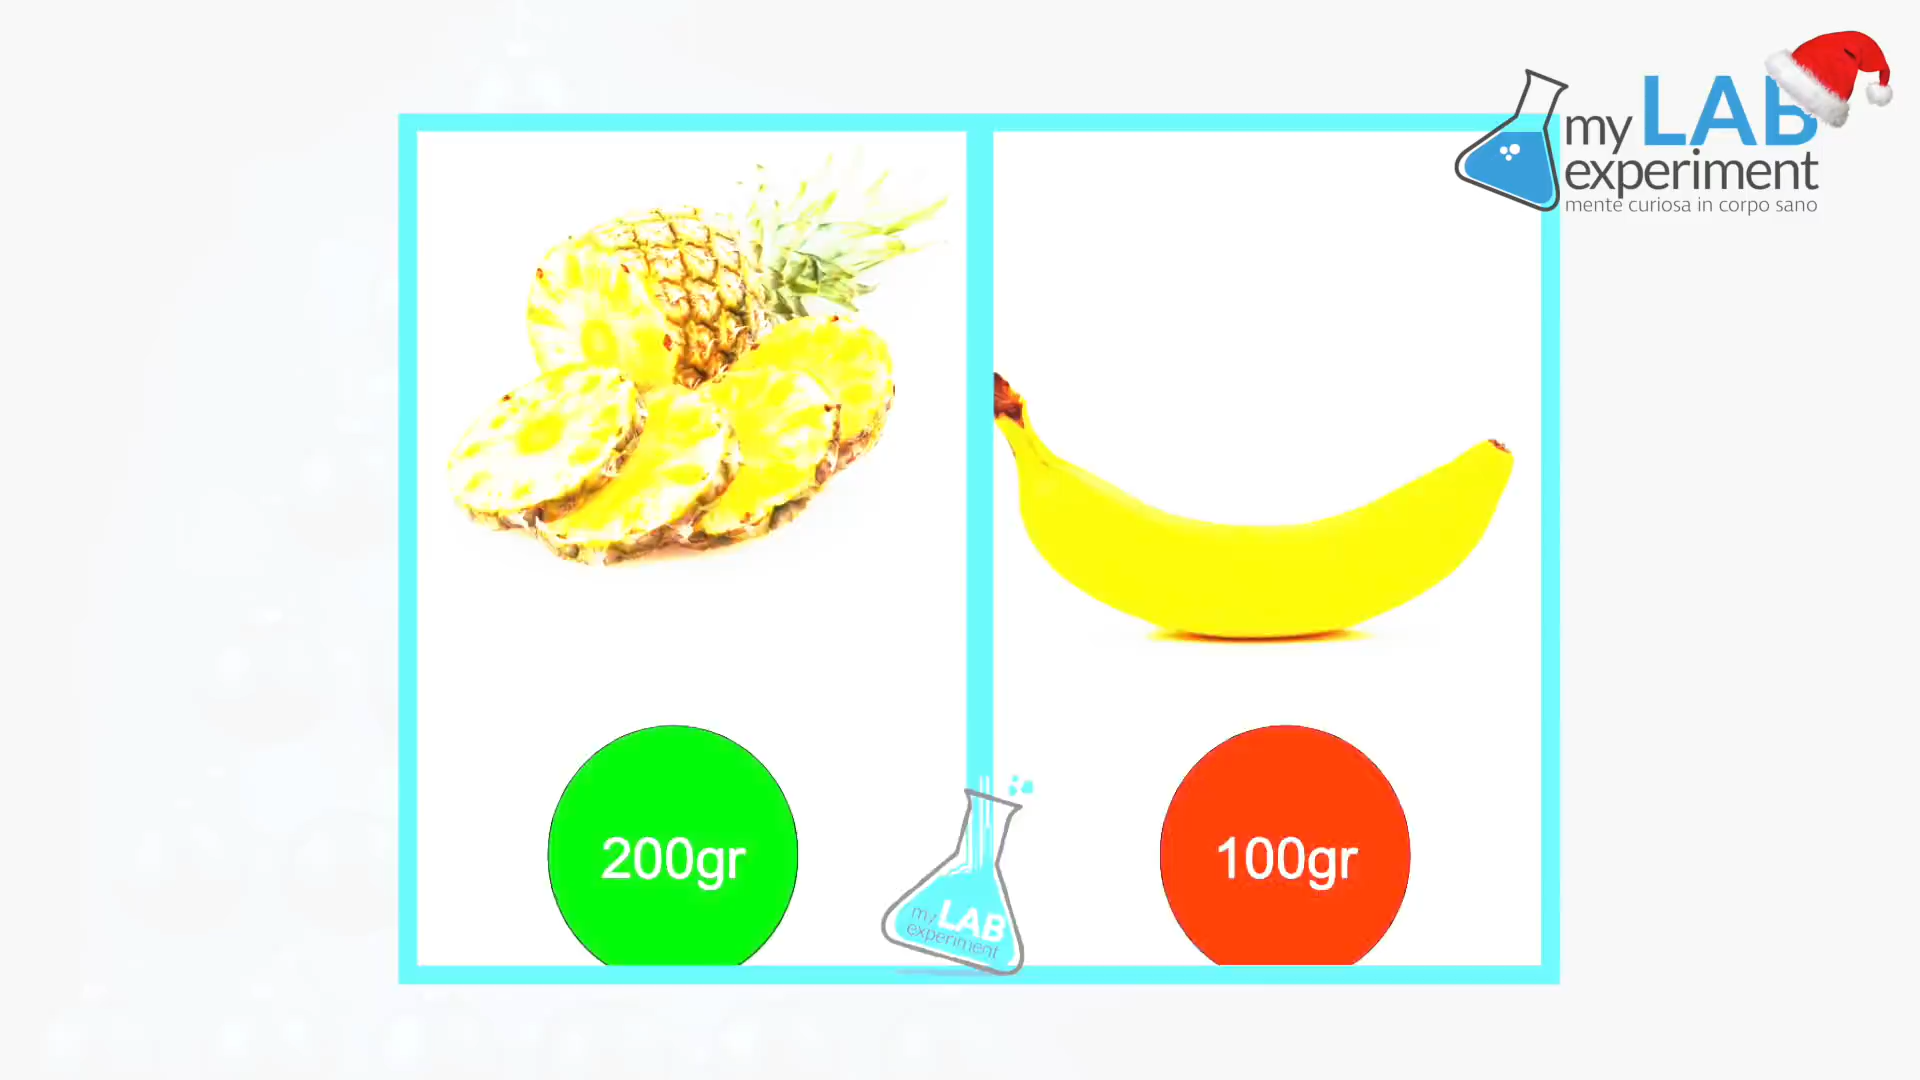 my LAB
experiment
mente curiosa in corpo sano
200gr
100gr
my LAB
experiment